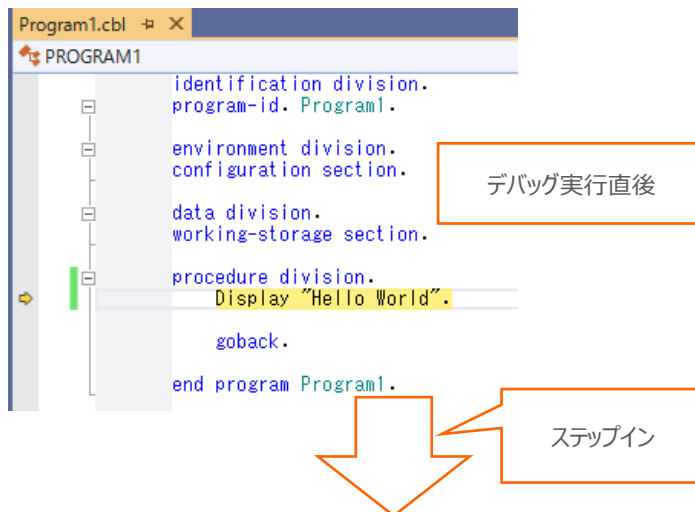 Program1.cbl
PROGRAM1
identification division.
program-id. Program1.
environment division.
configuration section.
デバッグ実行直後
data division.
working-storage section.
procedure division.
Display "Hello World".
goback.
end program Program1.
ステップイン